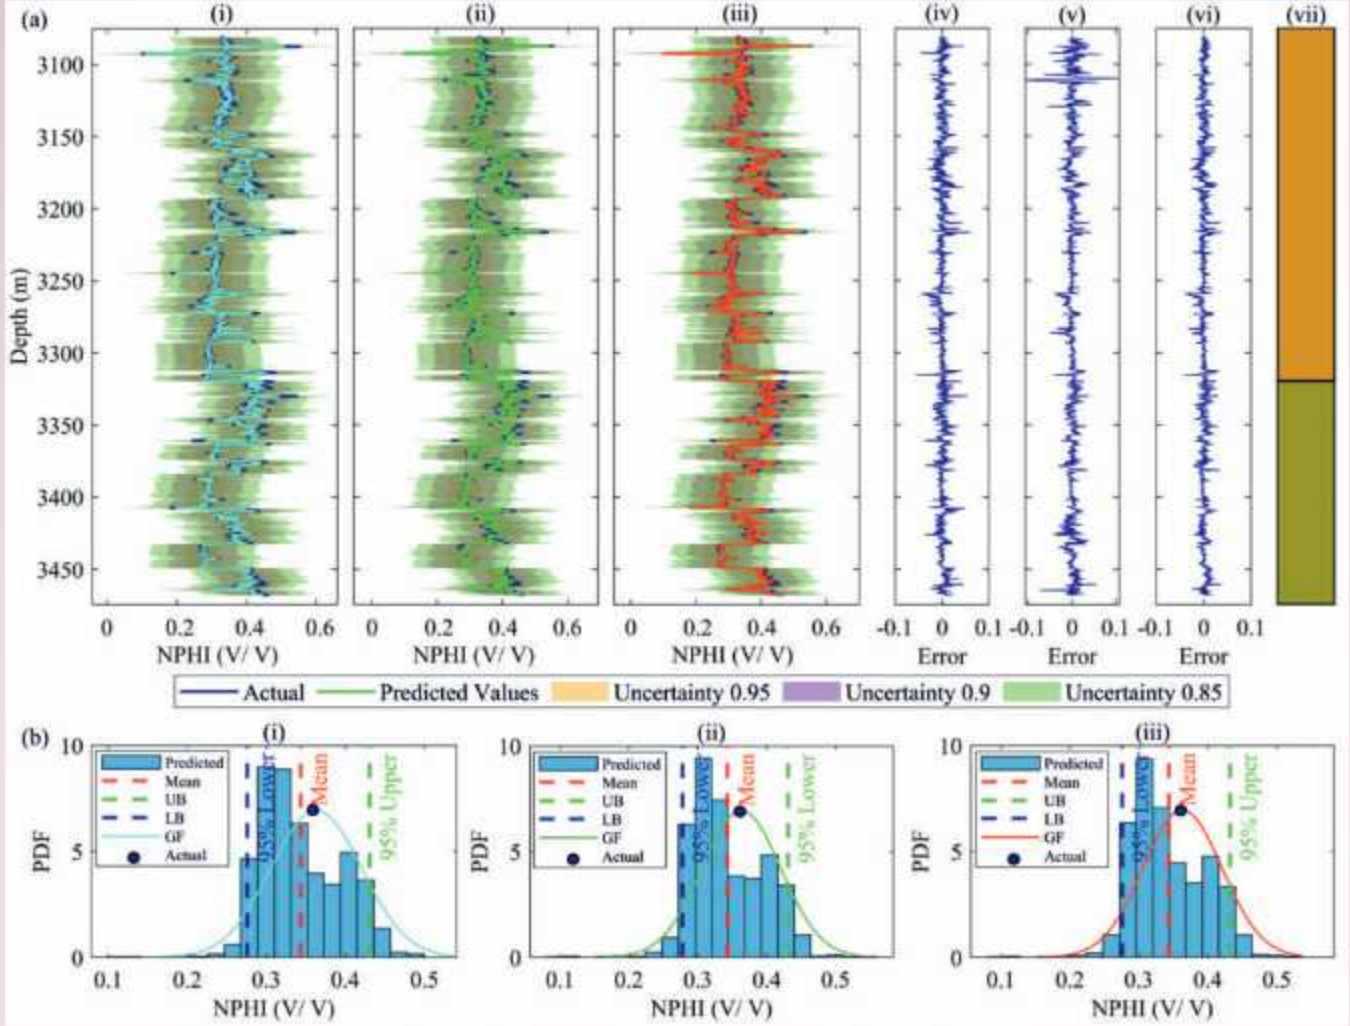 (a) (i) (ii) (iii) (iv) (v) (vi) (vii)
3100
3150
3200
3250
3300
3350
3400
3450
Depth (m)
0 0.2 0.4 0.6 0 0.2 0.4 0.6 0 0.2 0.4 0.6 -0.1 0 0.1 -0.1 0 0.1 -0.1 0 0.1
NPHI (V/ V) NPHI (V/ V) NPHI (V/ V) Error Error Error
Actual Predicted Values Uncertainty 0.95 Uncertainty 0.9 Uncertainty 0.85
(b) (i) (ii) (iii)
10
5
0
PDF
Predicted
Mean
UB
LB
GF
Actual
95% Lower
Mean
95% Upper
0.1 0.2 0.3 0.4 0.5
NPHI (V/ V)
10
5
0
PDF
Predicted
Mean
UB
LB
GF
Actual
95% Lower
Mean
95% Lower
0.1 0.2 0.3 0.4 0.5
NPHI (V/ V)
10
5
0
PDF
Predicted
Mean
UB
LB
GF
Actual
95% Lower
Mean
95% Upper
0.1 0.2 0.3 0.4 0.5
NPHI (V/ V)